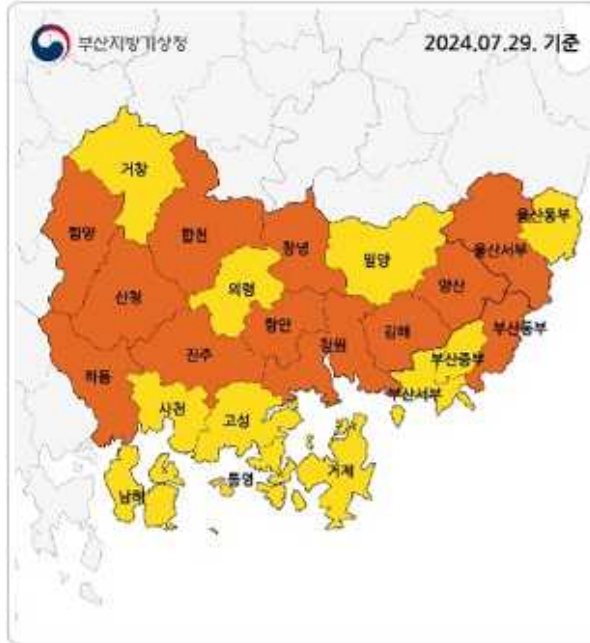 부산지방기상청
2024.07.29. 기준
거창
함양
합천
창녕
밀양
울산동부
울산서부
산청
의령
양산
함안
창원
김해
부산동부
하동
진주
부산중부
부산서부
사천
고성
남해
통영
거제